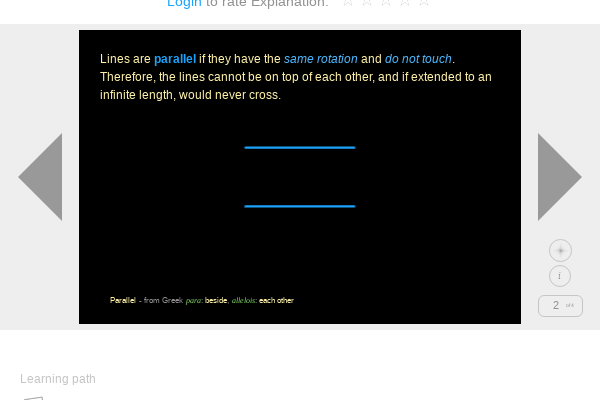 Login to rate Explanation:
Lines are parallel if they have the same rotation and do not touch.
Therefore, the lines cannot be on top of each other, and if extended to an
infinite length, would never cross.
i
2
Parallel - from Greek para: beside, allelois: each other
Learning path